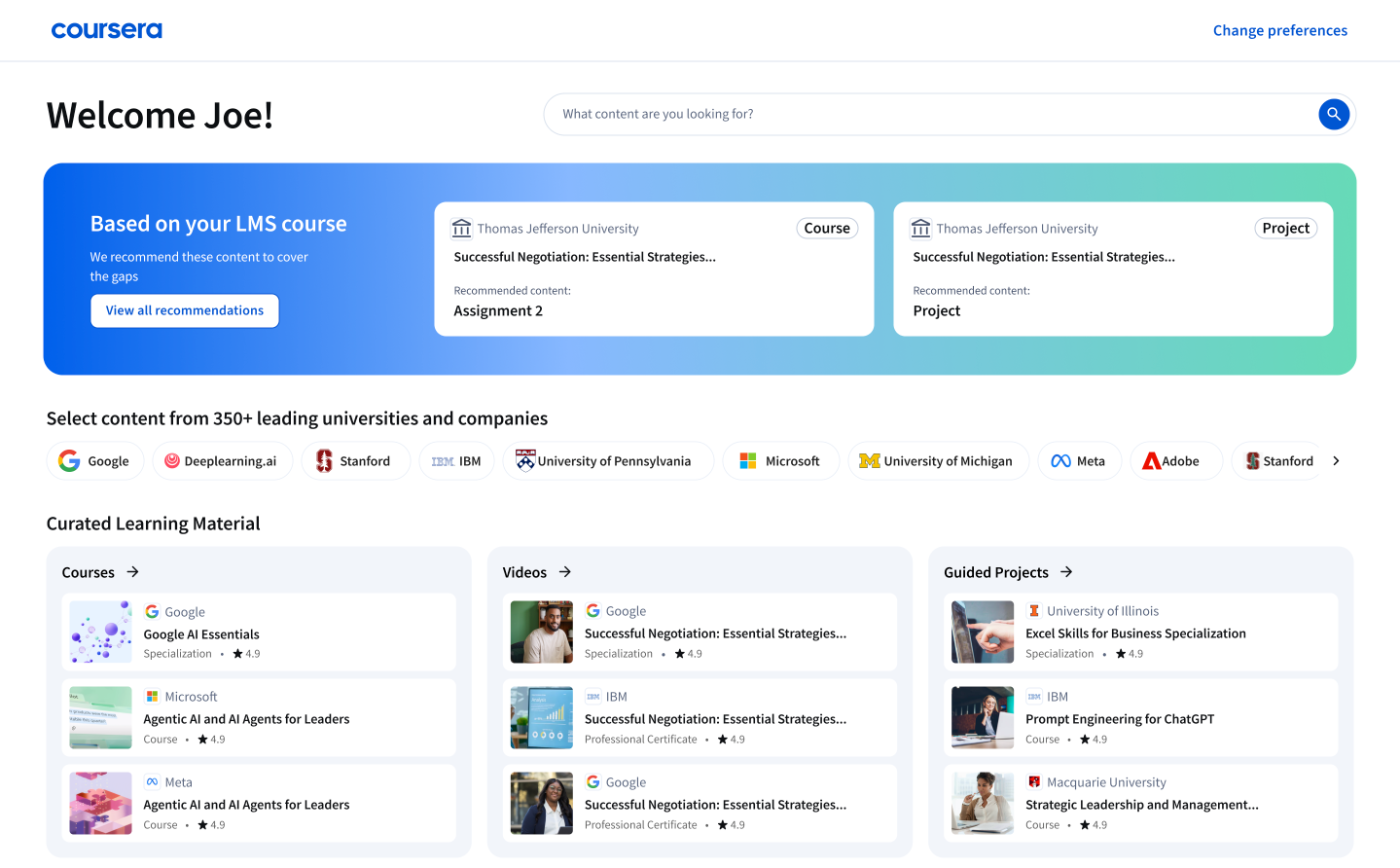 coursera
Change preferences
Welcome Joe!
What content are you looking for?
Based on your LMS course
We recommend these content to cover
the gaps
View all recommendations
Thomas Jefferson University
Course
Successful Negotiation: Essential Strategies...
Recommended content:
Assignment 2
Thomas Jefferson University
Project
Successful Negotiation: Essential Strategies...
Recommended content:
Project
Select content from 350+ leading universities and companies
Google
Deeplearning.ai
Stanford
IBM IBM
University of Pennsylvania
Microsoft
University of Michigan
Meta
Adobe
Stanford
Curated Learning Material
Courses
Google
Google AI Essentials
Specialization • ★ 4.9
Microsoft
Agentic AI and AI Agents for Leaders
Course • ★ 4.9
Meta
Agentic AI and AI Agents for Leaders
Course • ★ 4.9
Videos
Google
Successful Negotiation: Essential Strategies...
Specialization • ★ 4.9
IBM IBM
Successful Negotiation: Essential Strategies...
Professional Certificate • ★ 4.9
Google
Successful Negotiation: Essential Strategies...
Professional Certificate • ★ 4.9
Guided Projects
University of Illinois
Excel Skills for Business Specialization
Specialization • ★ 4.9
IBM IBM
Prompt Engineering for ChatGPT
Course • ★ 4.9
Macquarie University
Strategic Leadership and Management...
Course • ★ 4.9